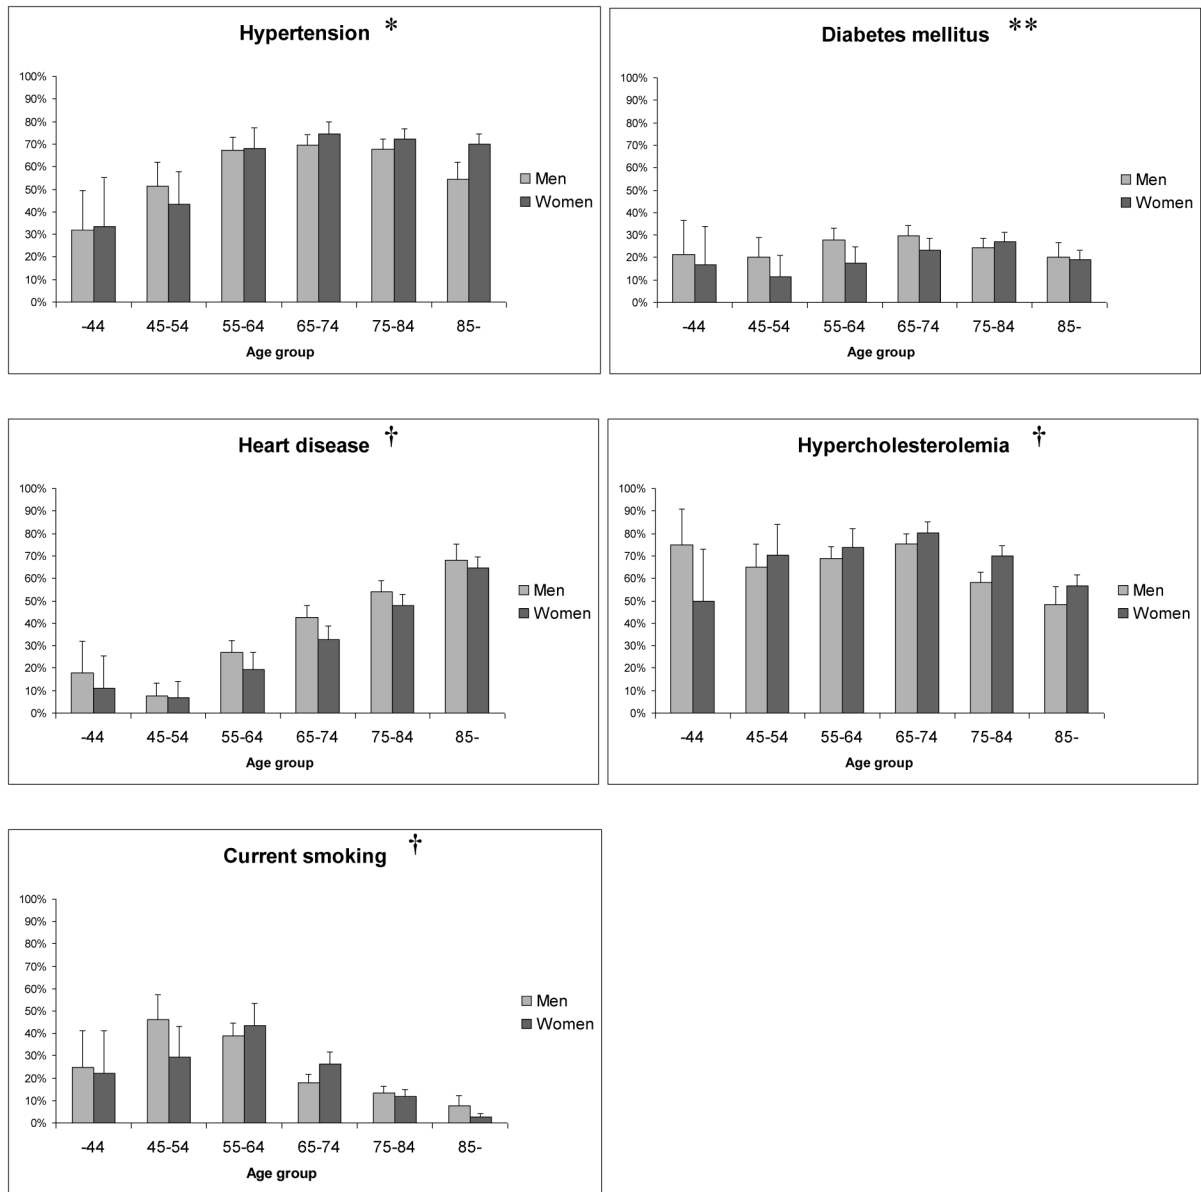 Hypertension *
100%
90%
80%
70%
60%
50%
40%
30%
20%
10%
0%
-44 45-54 55-64 65-74 75-84 85-
Age group
Men
Women
Diabetes mellitus **
100%
90%
80%
70%
60%
50%
40%
30%
20%
10%
0%
-44 45-54 55-64 65-74 75-84 85-
Age group
Men
Women
Heart disease †
100%
90%
80%
70%
60%
50%
40%
30%
20%
10%
0%
-44 45-54 55-64 65-74 75-84 85-
Age group
Men
Women
Hypercholesterolemia †
100%
90%
80%
70%
60%
50%
40%
30%
20%
10%
0%
-44 45-54 55-64 65-74 75-84 85-
Age group
Men
Women
Current smoking †
100%
90%
80%
70%
60%
50%
40%
30%
20%
10%
0%
-44 45-54 55-64 65-74 75-84 85-
Age group
Men
Women